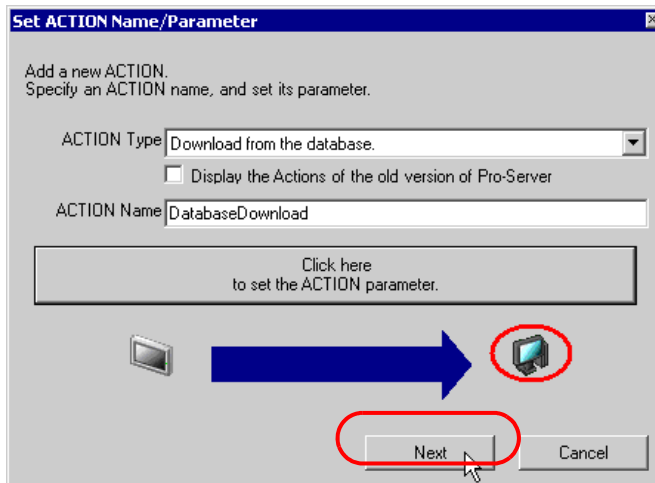 Set ACTION Name/Parameter
Add a new ACTION.
Specify an ACTION name, and set its parameter.
ACTION Type Download from the database.
Display the Actions of the old version of Pro-Server
ACTION Name DatabaseDownload
Click here
to set the ACTION parameter.
Next Cancel